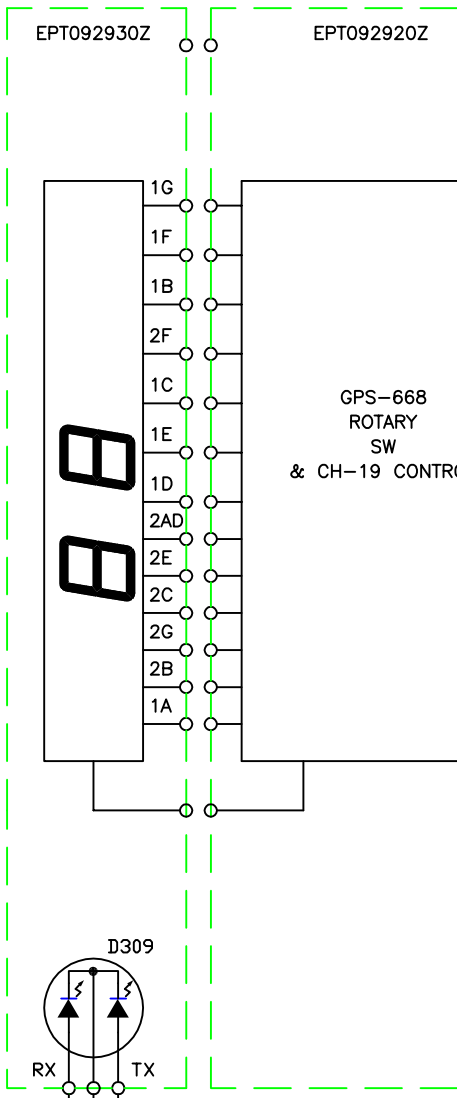 EPT092930Z
EPT092920Z
1G
1F
1B
2F
1C
1E
1D
2AD
2E
2C
2G
2B
1A
GPS-668
ROTARY
SW
& CH-19 CONTRO
D309
RX
TX